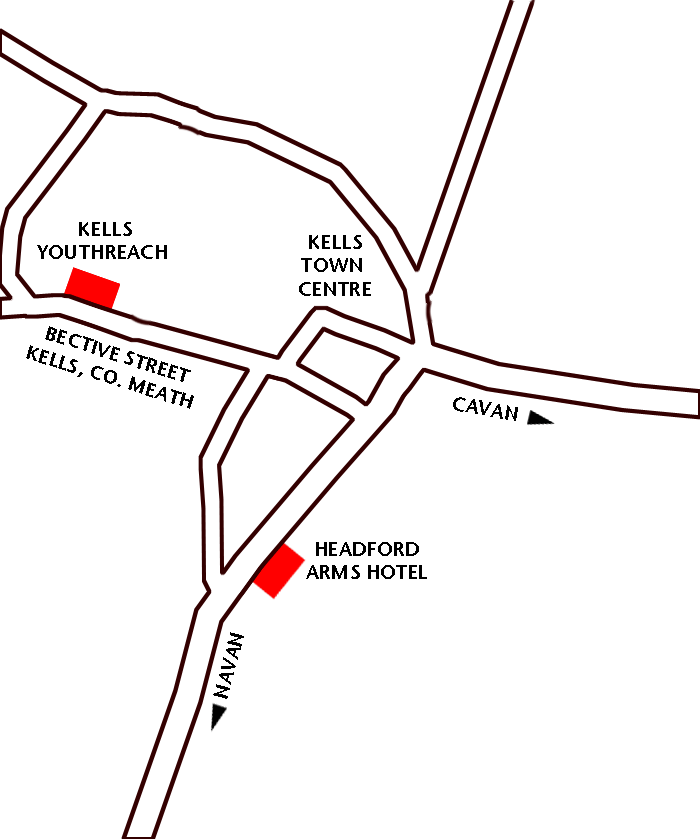 KELLS
YOUTHREACH
KELLS
TOWN
CENTRE
BECTIVE STREET
KELLS, CO. MEATH
CAVAN
HEADFORD
ARMS HOTEL
NAVAN